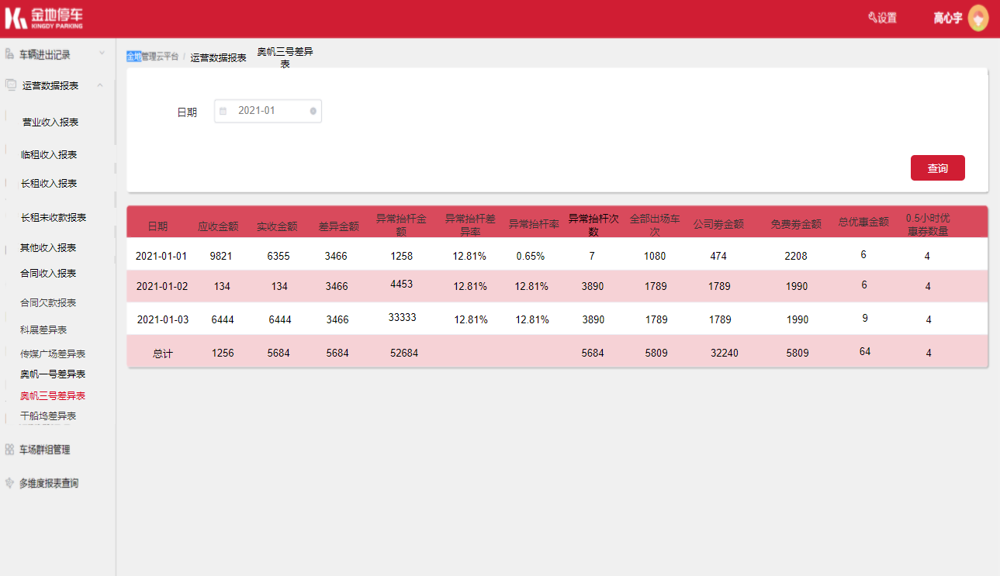 金地停车
KINGDY PARKING
设置
高心宇
车辆进出记录
运营数据报表
营业收入报表
临租收入报表
长租收入报表
长租未收款报表
其他收入报表
合同收入报表
合同欠款报表
科展差异表
传媒广场差异表
奥帆一号差异表
奥帆三号差异表
干船坞差异表
车场群组管理
多维度报表查询
金地管理云平台 / 运营数据报表 奥帆三号差异
表
日期 2021-01
查询
日期 应收金额 实收金额 差异金额 异常抬杆金额 异常抬杆差异率 异常抬杆率 异常抬杆次数 全部出场车次 公司劵金额 免费劵金额 总优惠金额 0.5小时优惠券数量
2021-01-01 9821 6355 3466 1258 12.81% 0.65% 7 1080 474 2208 6 4
2021-01-02 134 134 3466 4453 12.81% 12.81% 3890 1789 1789 1990 6 4
2021-01-03 6444 6444 3466 33333 12.81% 12.81% 3890 1789 1789 1990 9 4
总计 1256 5684 5684 52684 5684 5809 32240 5809 64 4